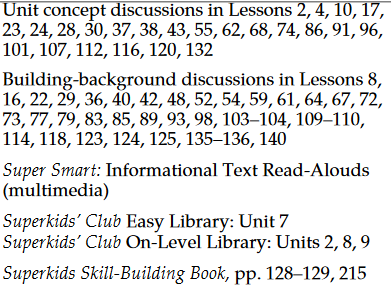 Unit concept discussions in Lessons 2, 4, 10, 17,
23, 24, 28, 30, 37, 38, 43, 55, 62, 68, 74, 86, 91, 96,
101, 107, 112, 116, 120, 132
Building-background discussions in Lessons 8,
16, 22, 29, 36, 40, 42, 48, 52, 54, 59, 61, 64, 67, 72,
73, 77, 79, 83, 85, 89, 93, 98, 103–104, 109–110,
114, 118, 123, 124, 125, 135–136, 140
Super Smart: Informational Text Read-Alouds
(multimedia)
Superkids’ Club Easy Library: Unit 7
Superkids’ Club On-Level Library: Units 2, 8, 9
Superkids Skill-Building Book, pp. 128–129, 215